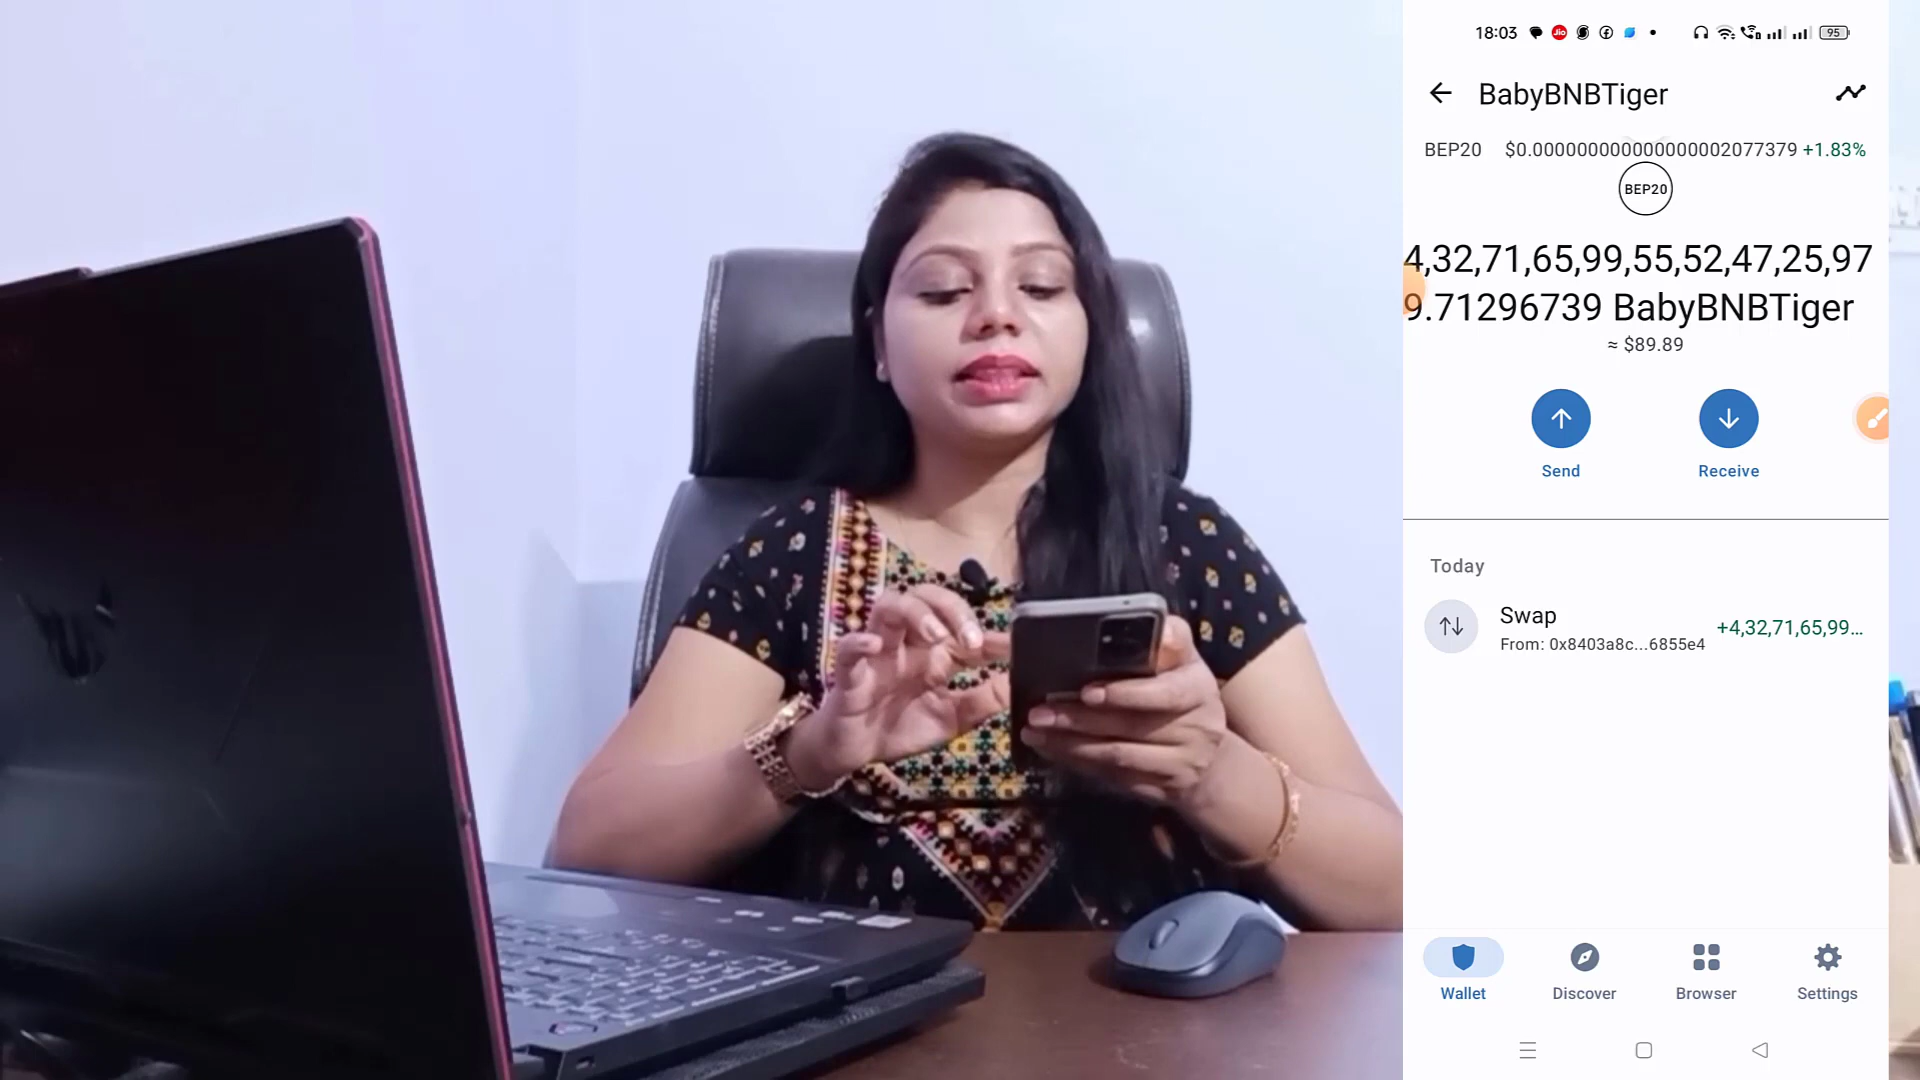 18:03
95
BabyBNBTiger
BEP20 $0.000000000000000002077379 +1.83%
BEP20
4,32,71,65,99,55,52,47,25,97
9.71296739 BabyBNBTiger
≈ $89.89
Send Receive
Today
Swap
+4,32,71,65,99...
From: 0x8403a8c...6855e4
Wallet Discover Browser Settings